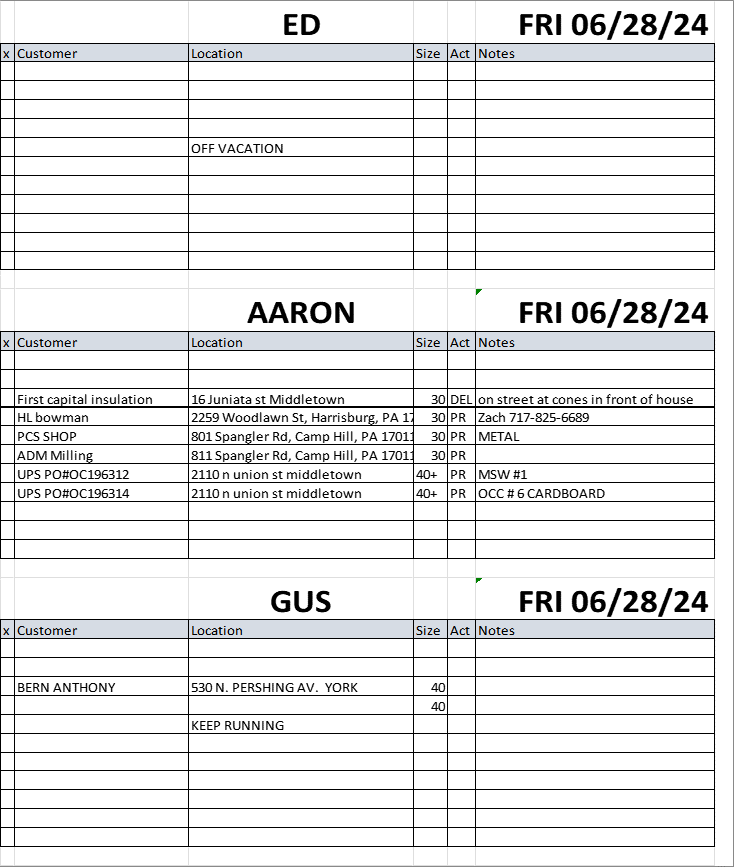 ED FRI 06/28/24
x Customer Location Size Act Notes
OFF VACATION
AARON FRI 06/28/24
x Customer Location Size Act Notes
First capital insulation 16 Juniata st Middletown 30 DEL on street at cones in front of house
HL bowman 2259 Woodlawn St, Harrisburg, PA 17 30 PR Zach 717-825-6689
PCS SHOP 801 Spangler Rd, Camp Hill, PA 17011 30 PR METAL
ADM Milling 811 Spangler Rd, Camp Hill, PA 17011 30 PR
UPS PO#OC196312 2110 n union st middletown 40+ PR MSW #1
UPS PO#OC196314 2110 n union st middletown 40+ PR OCC # 6 CARDBOARD
GUS FRI 06/28/24
x Customer Location Size Act Notes
BERN ANTHONY 530 N. PERSHING AV. YORK 40
40
KEEP RUNNING